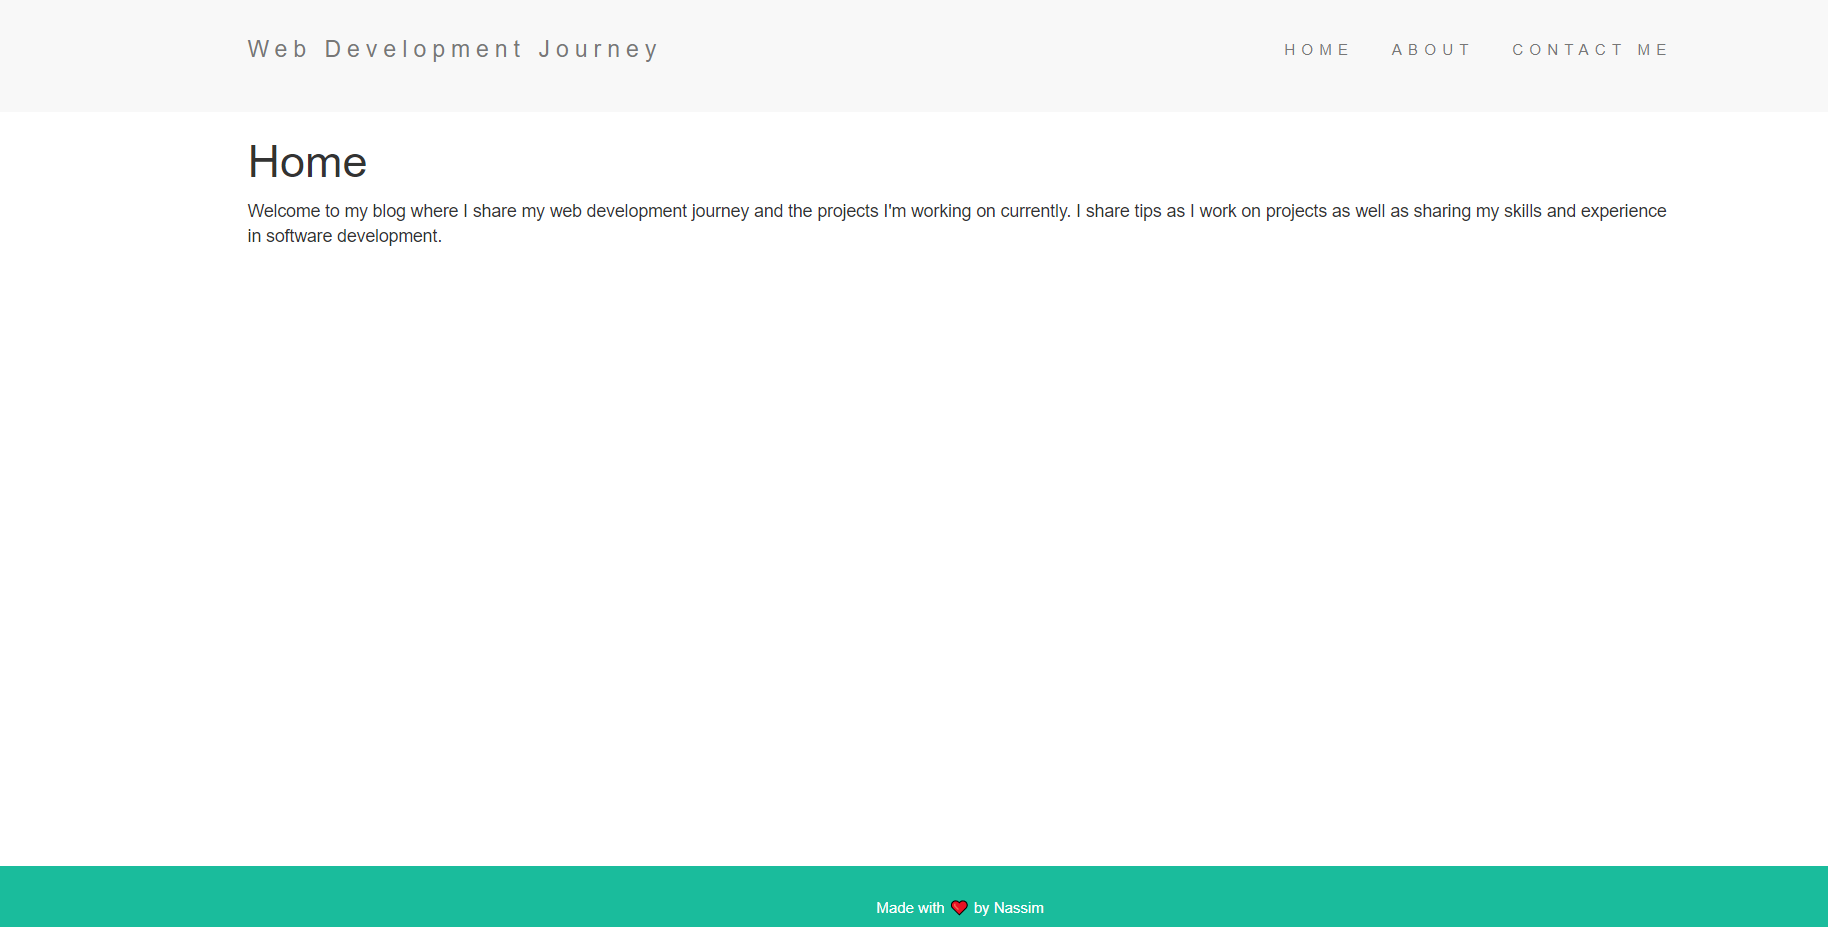 Web Development Journey
HOME ABOUT CONTACT ME
Home
Welcome to my blog where I share my web development journey and the projects I'm working on currently. I share tips as I work on projects as well as sharing my skills and experience
in software development.
Made with ❤ by Nassim